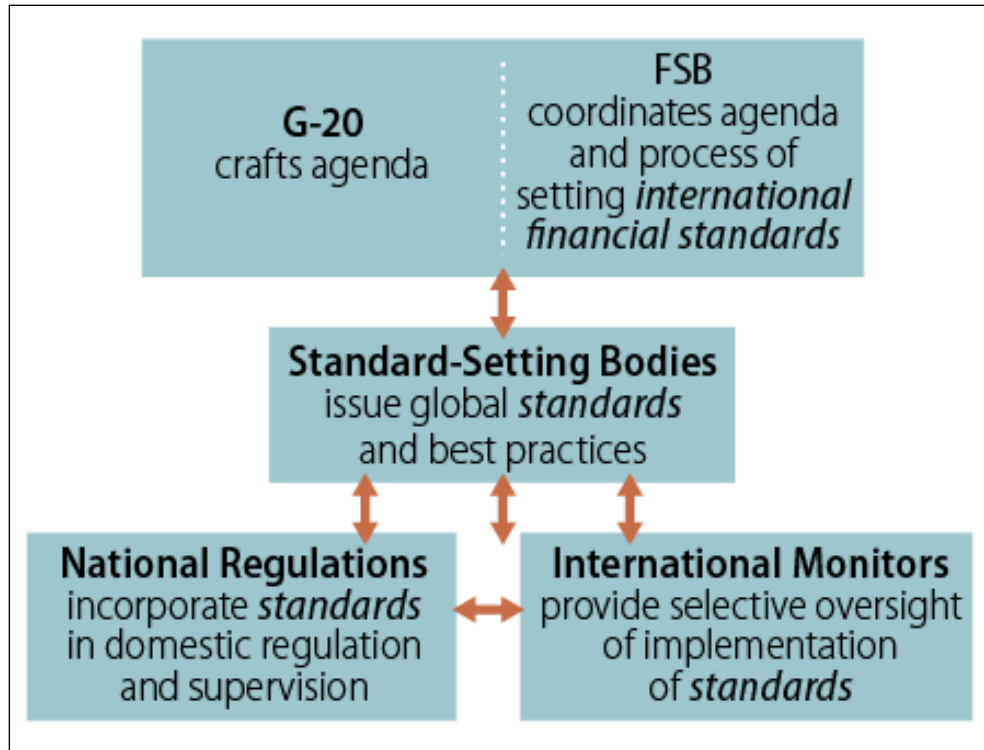 G-20
crafts agenda
FSB
coordinates agenda
and process of
setting international
financial standards
Standard-Setting Bodies
issue global standards
and best practices
National Regulations
incorporate standards
in domestic regulation
and supervision
International Monitors
provide selective oversight
of implementation
of standards